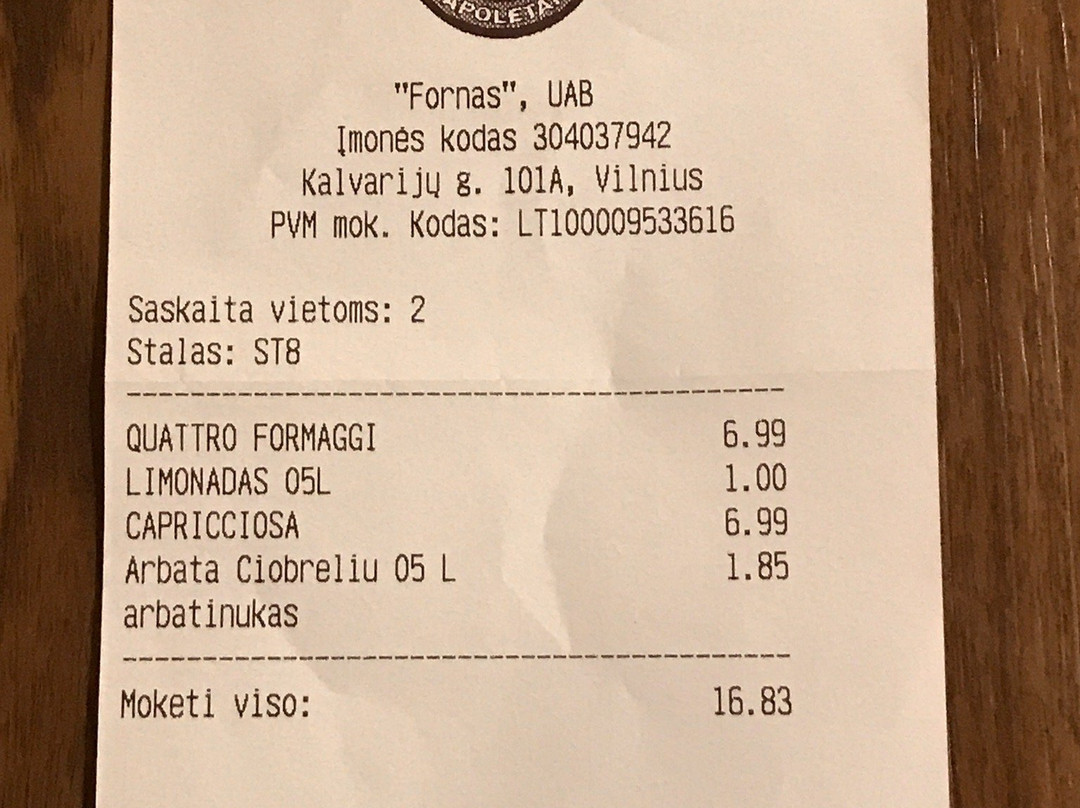 "Fornas", UAB
Įmonės kodas 304037942
Kalvarijų g. 101A, Vilnius
PVM mok. Kodas: LT100009533616
Saskaita vietoms: 2
Stalas: ST8
QUATTRO FORMAGGI 6.99
LIMONADAS 05L 1.00
CAPRICCIOSA 6.99
Arbata Ciobreliu 05 L 1.85
arbatinukas
Moketi viso: 16.83